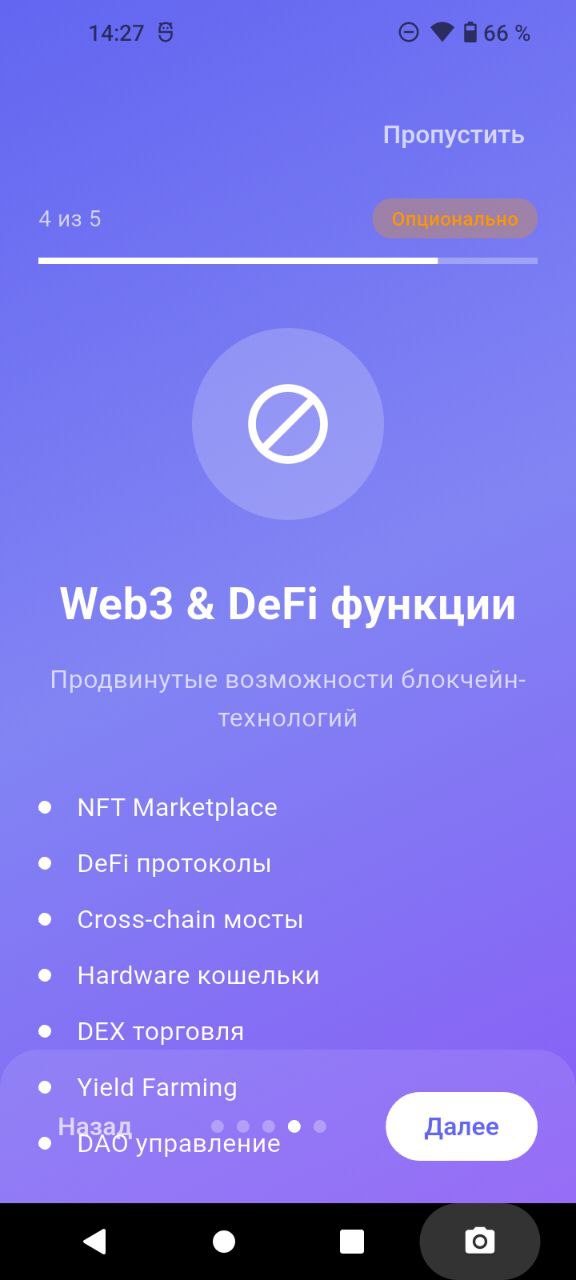 14:27
66 %
Пропустить
4 из 5
Опционально
Web3 & DeFi функции
Продвинутые возможности блокчейн-
технологий
NFT Marketplace
DeFi протоколы
Cross-chain мосты
Hardware кошельки
DEX торговля
Yield Farming
Назад
Далее
DAO управление